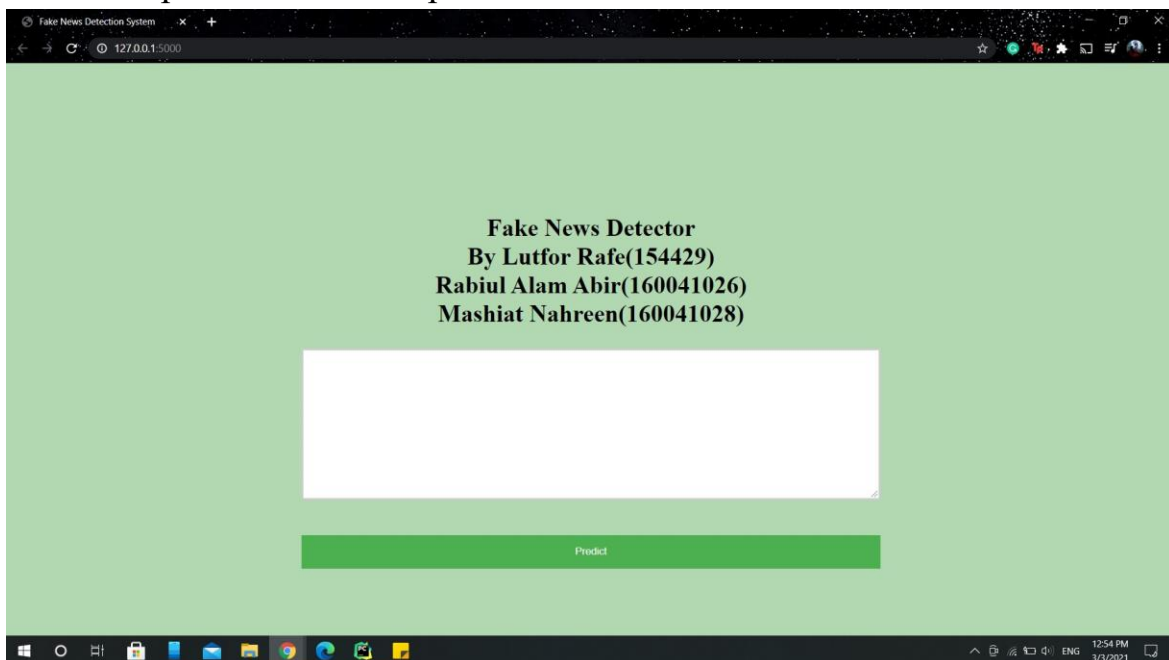 Fake News Detection System
127.0.0.1:5000
Fake News Detector
By Lutfor Rafe(154429)
Rabiul Alam Abir(160041026)
Mashiat Nahreen(160041028)
Predict
ENG
12:54 PM
3/3/2021